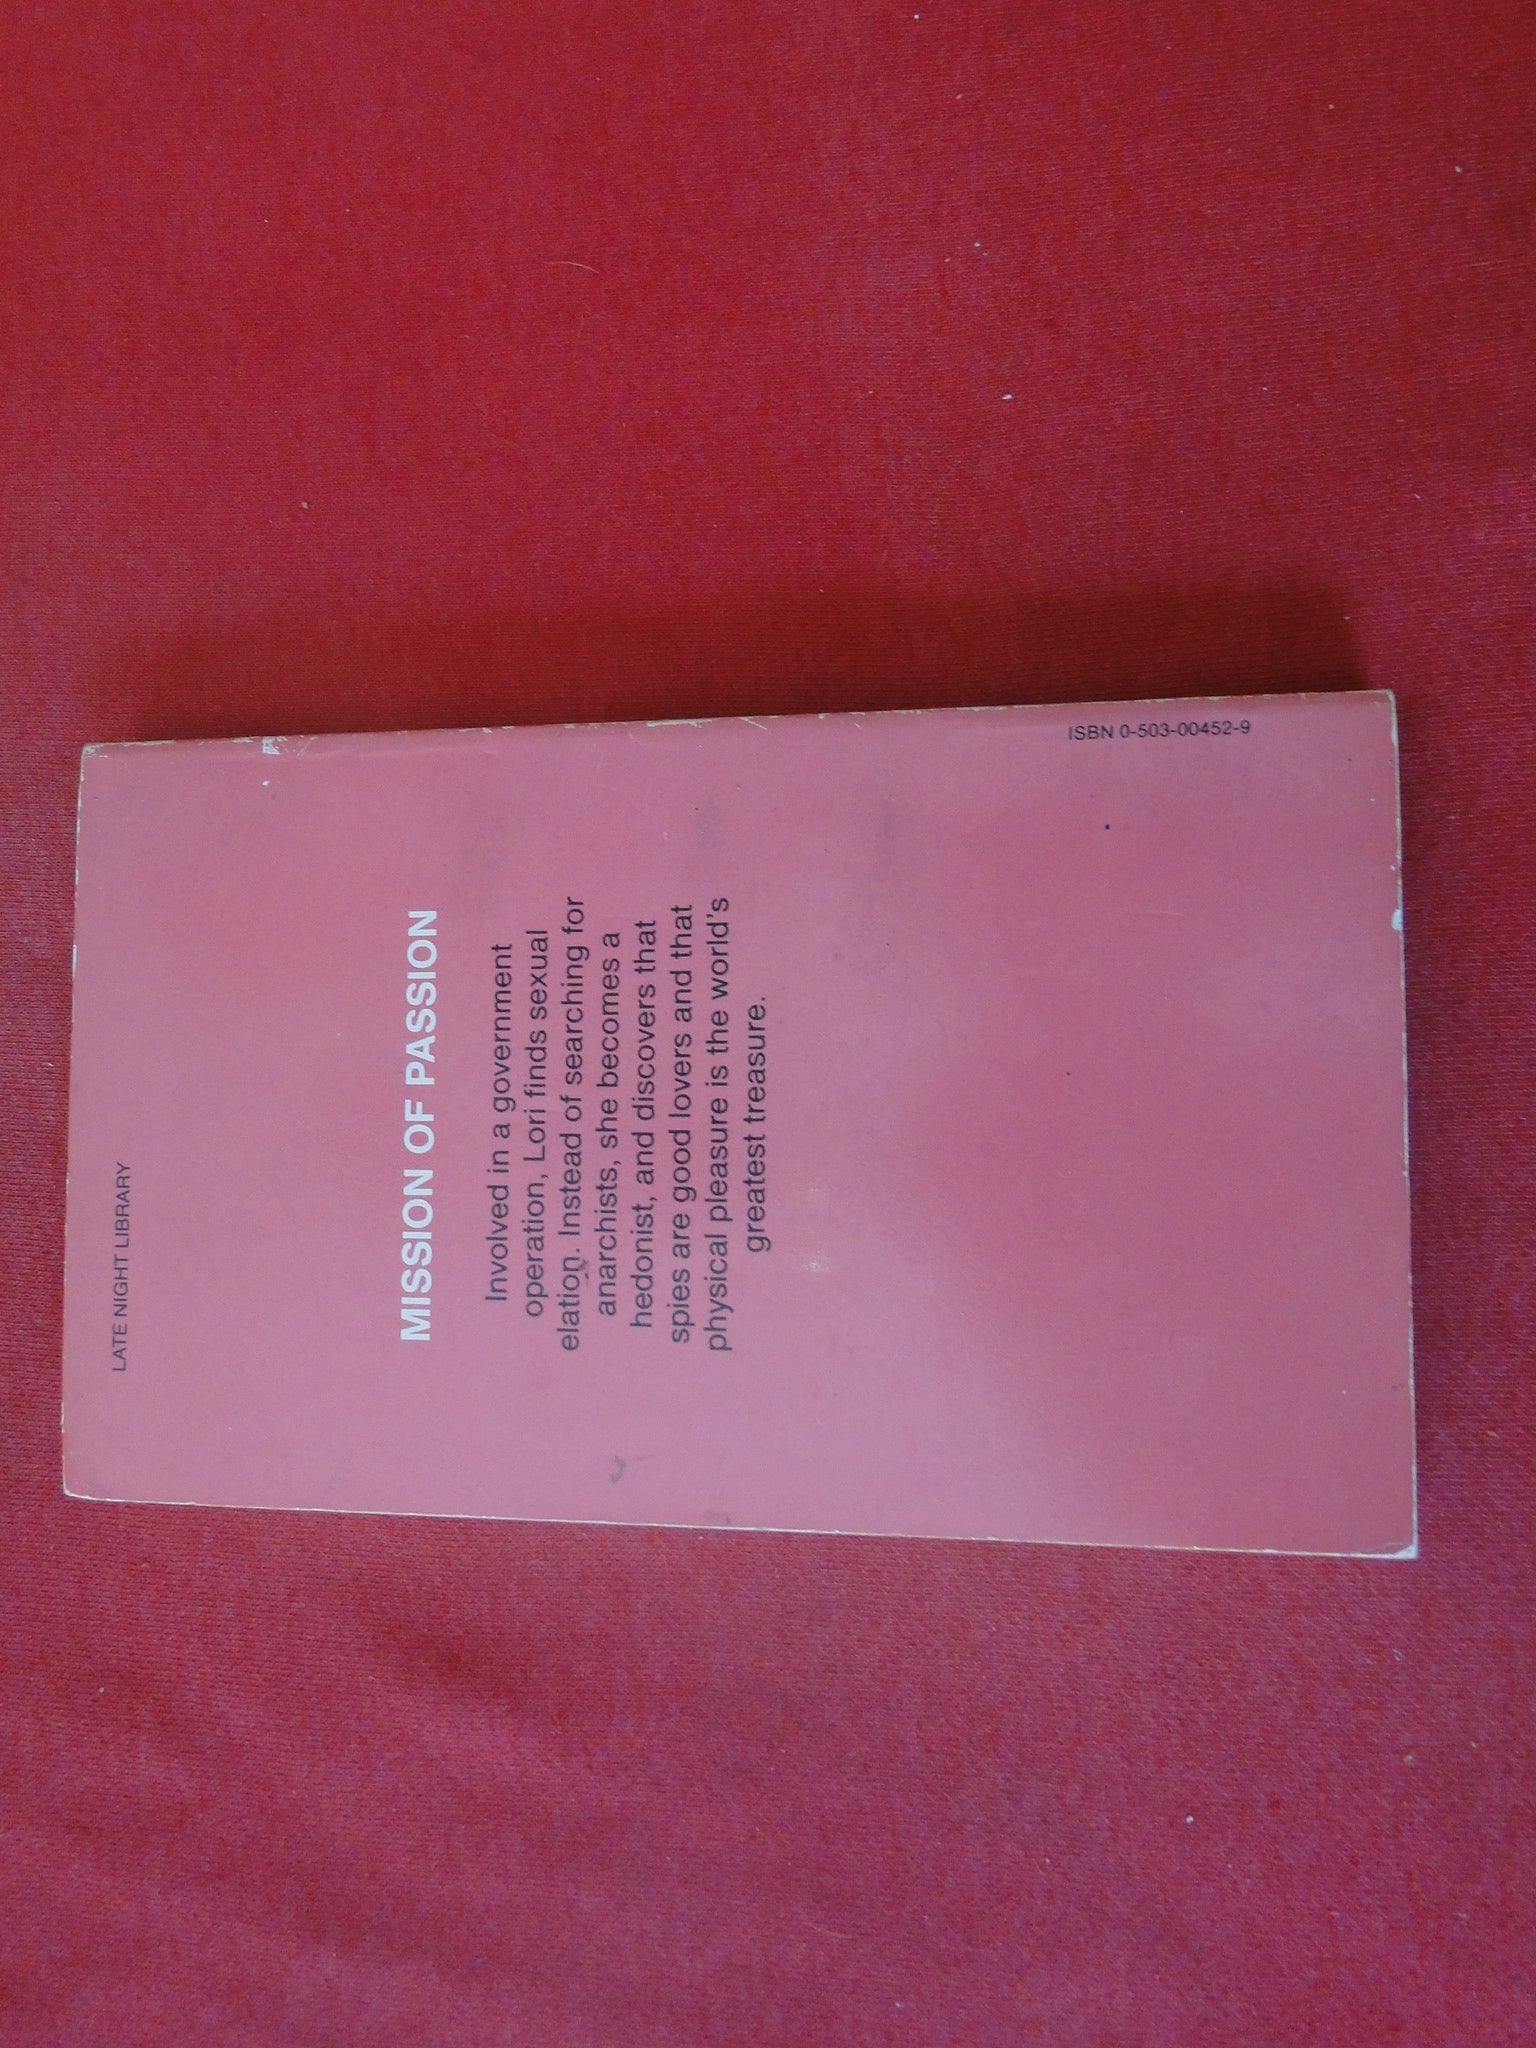 LATE NIGHT LIBRARY
MISSION OF PASSION
Involved in a government
operation, Lori finds sexual
elation. Instead of searching for
anarchists, she becomes a
hedonist, and discovers that
spies are good lovers and that
physical pleasure is the world's
greatest treasure.
ISBN 0-503-00452-9